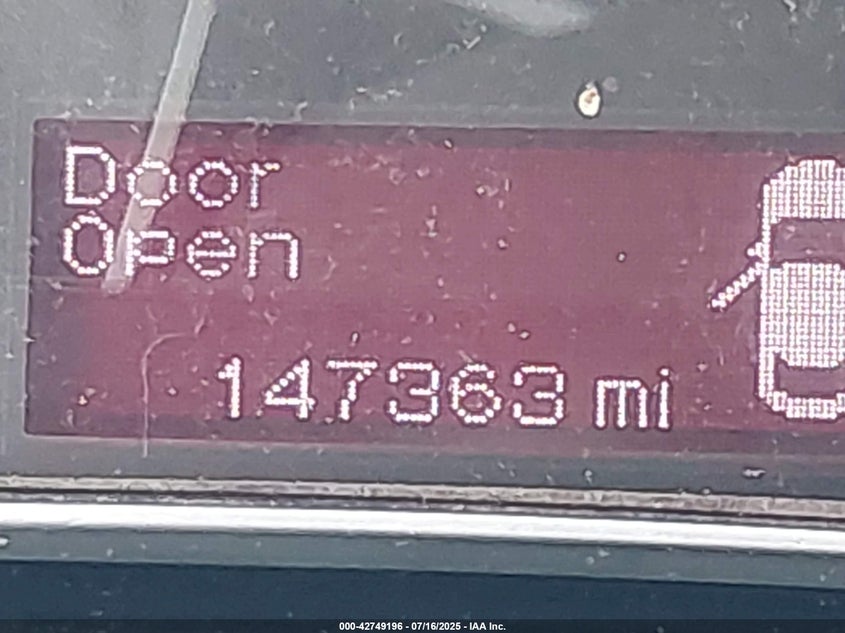 Door
Open
147363 mi
000-42749196 - 07/16/2025 - IAA Inc.